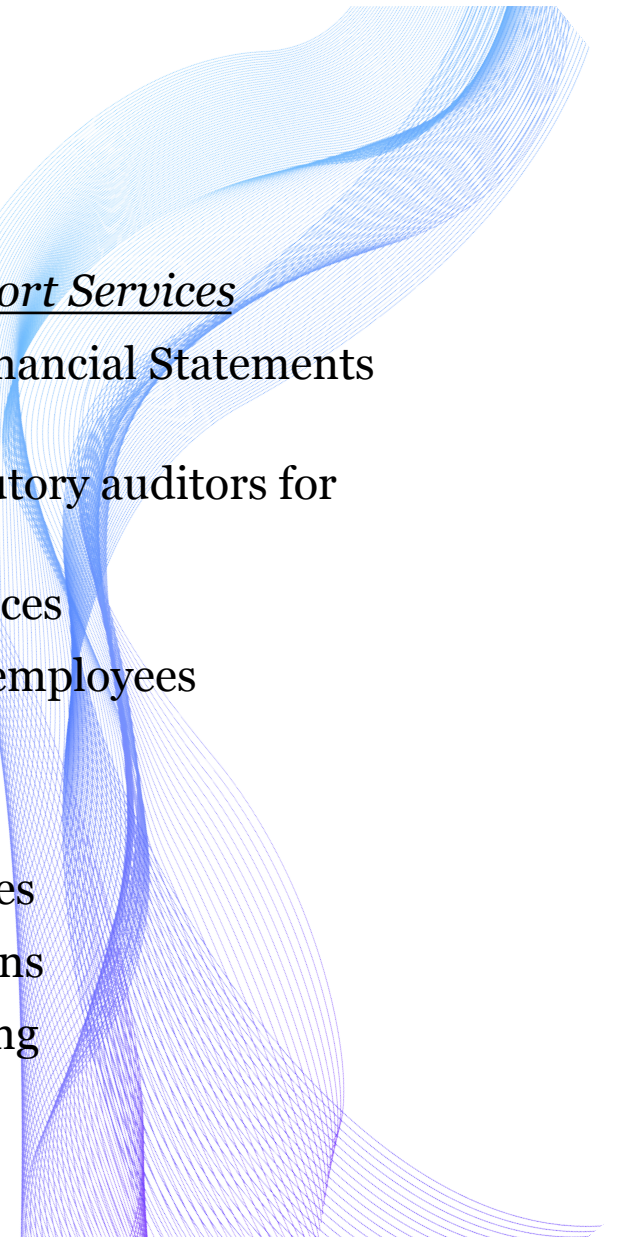 ort Services
nancial Statements
utory auditors for
ces
employees
es
ns
ng